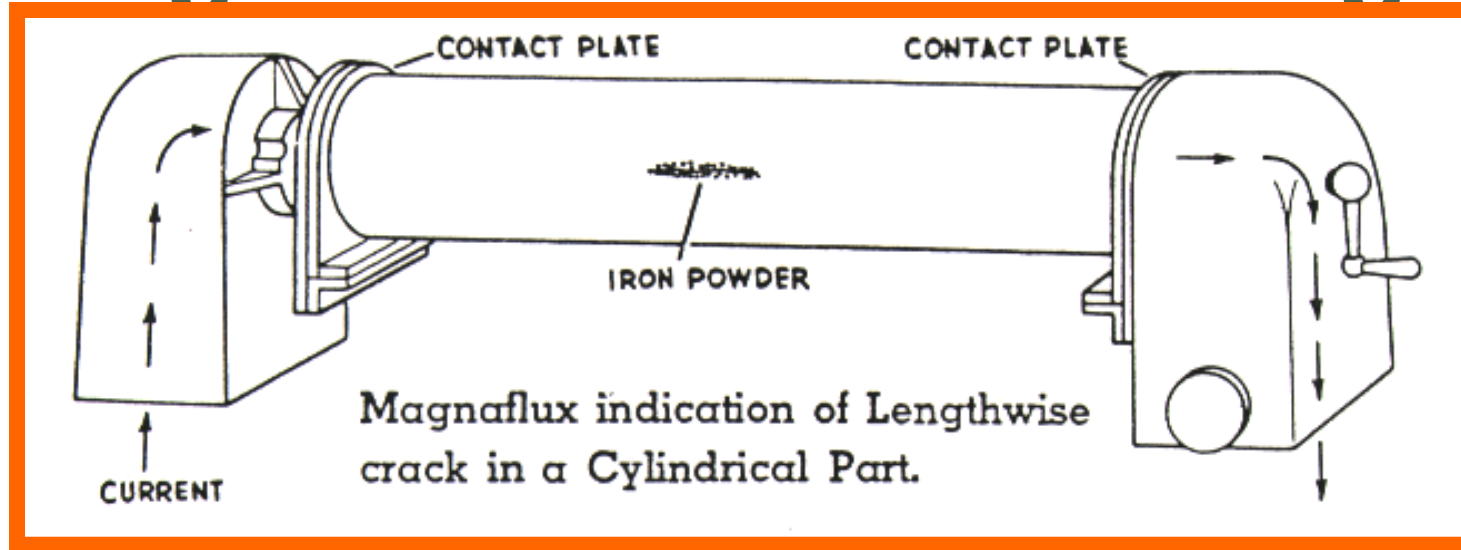 CONTACT PLATE
CONTACT PLATE
IRON POWDER
Magnaflux indication of Lengthwise
crack in a Cylindrical Part.
CURRENT